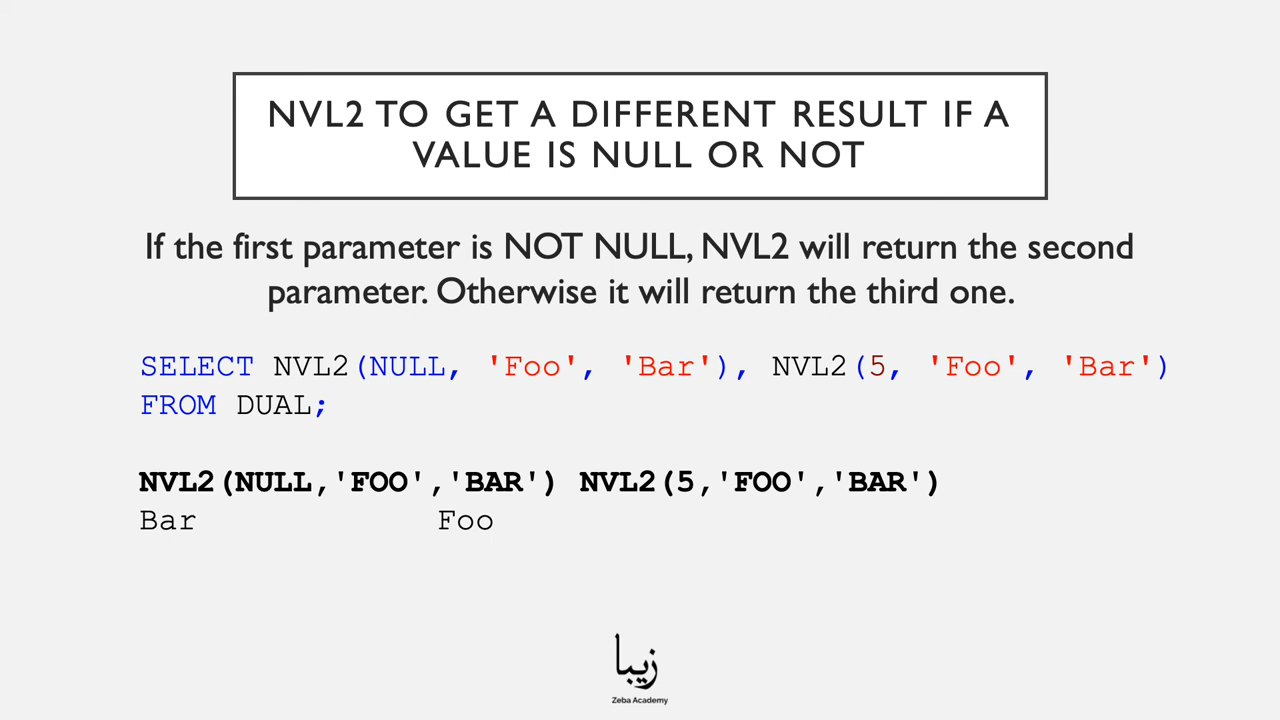 NVL2 TO GET A DIFFERENT RESULT IF A
VALUE IS NULL OR NOT
If the first parameter is NOT NULL, NVL2 will return the second
parameter. Otherwise it will return the third one.
SELECT NVL2(NULL, 'Foo', 'Bar'), NVL2(5, 'Foo', 'Bar')
FROM DUAL;
NVL2(NULL,'FOO','BAR') NVL2(5,'FOO','BAR')
Bar Foo
زیبا
Zeba Academy